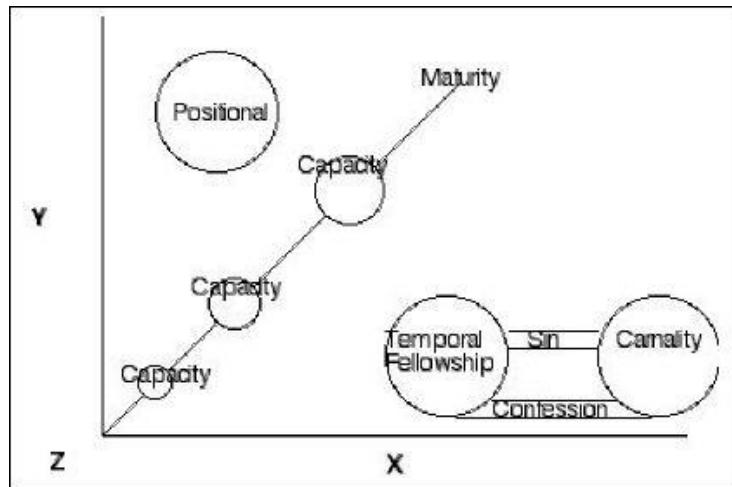 Maturity
Positional
Capacity
Y
Capacity
Temporal
Fellowship
Sin
Carnality
Capacity
Confession
Z
X